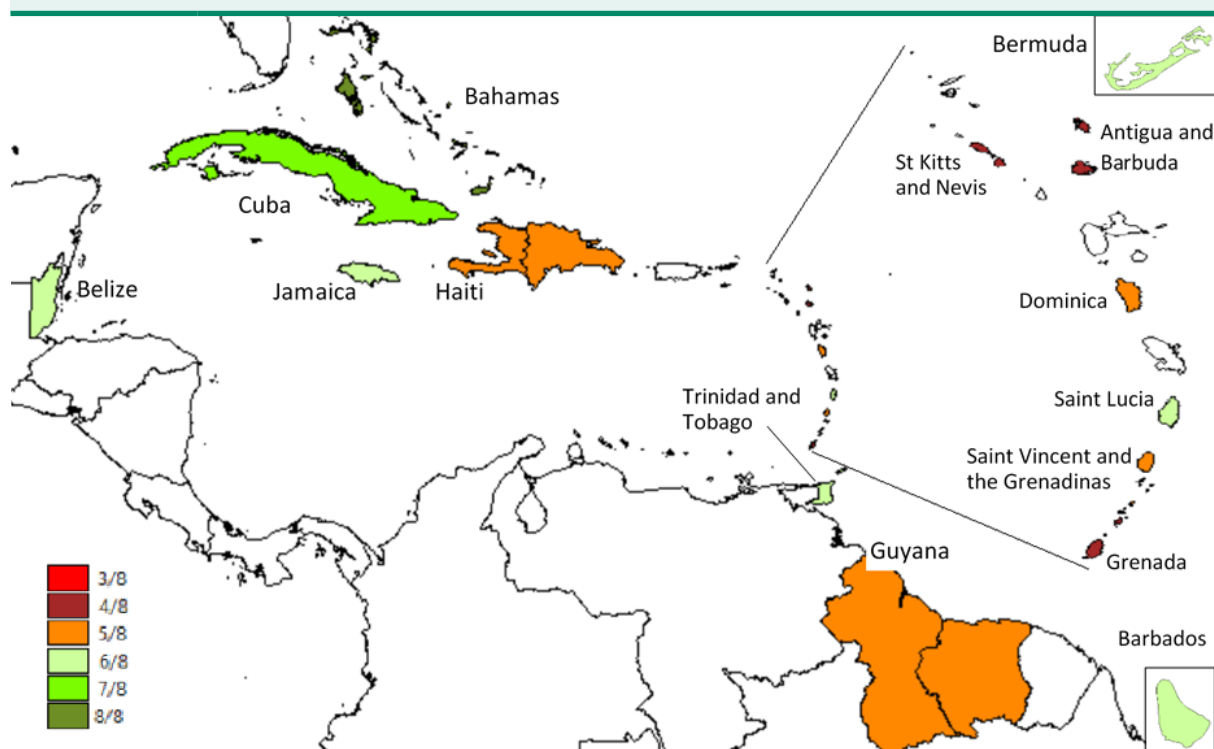 Bermuda
Bahamas
Antigua and
Barbuda
St Kitts
and Nevis
Cuba
Belize
Jamaica
Haiti
Dominica
Trinidad and
Tobago
Saint Lucia
Saint Vincent and
the Grenadinas
Guyana
Grenada
3/8
4/8
5/8
6/8
7/8
8/8
Barbados